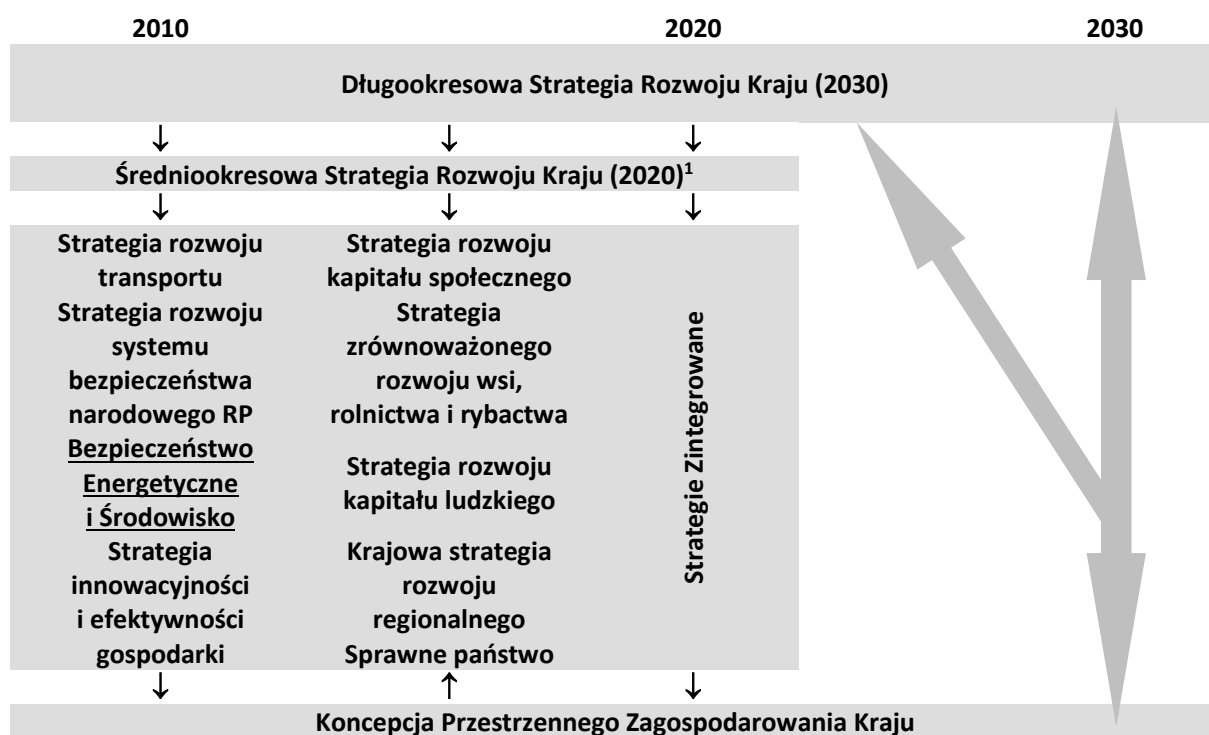 2010 2020 2030
Długookresowa Strategia Rozwoju Kraju (2030)
Średniookresowa Strategia Rozwoju Kraju (2020)¹
Strategia rozwoju
transportu
Strategia rozwoju
systemu
bezpieczeństwa
narodowego RP
Bezpieczeństwo
Energetyczne
i Środowisko
Strategia
innowacyjności
i efektywności
gospodarki
Strategia rozwoju
kapitału społecznego
Strategia
zrównoważonego
rozwoju wsi,
rolnictwa i rybactwa
Strategia rozwoju
kapitału ludzkiego
Krajowa strategia
rozwoju
regionalnego
Sprawne państwo
Strategie Zintegrowane
Koncepcja Przestrzennego Zagospodarowania Kraju